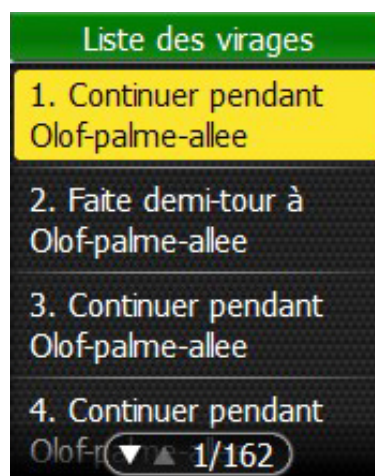 Liste des virages
1. Continuer pendant
Olof-palme-allee
2. Faite demi-tour à
Olof-palme-allee
3. Continuer pendant
Olof-palme-allee
4. Continuer pendant
1/162